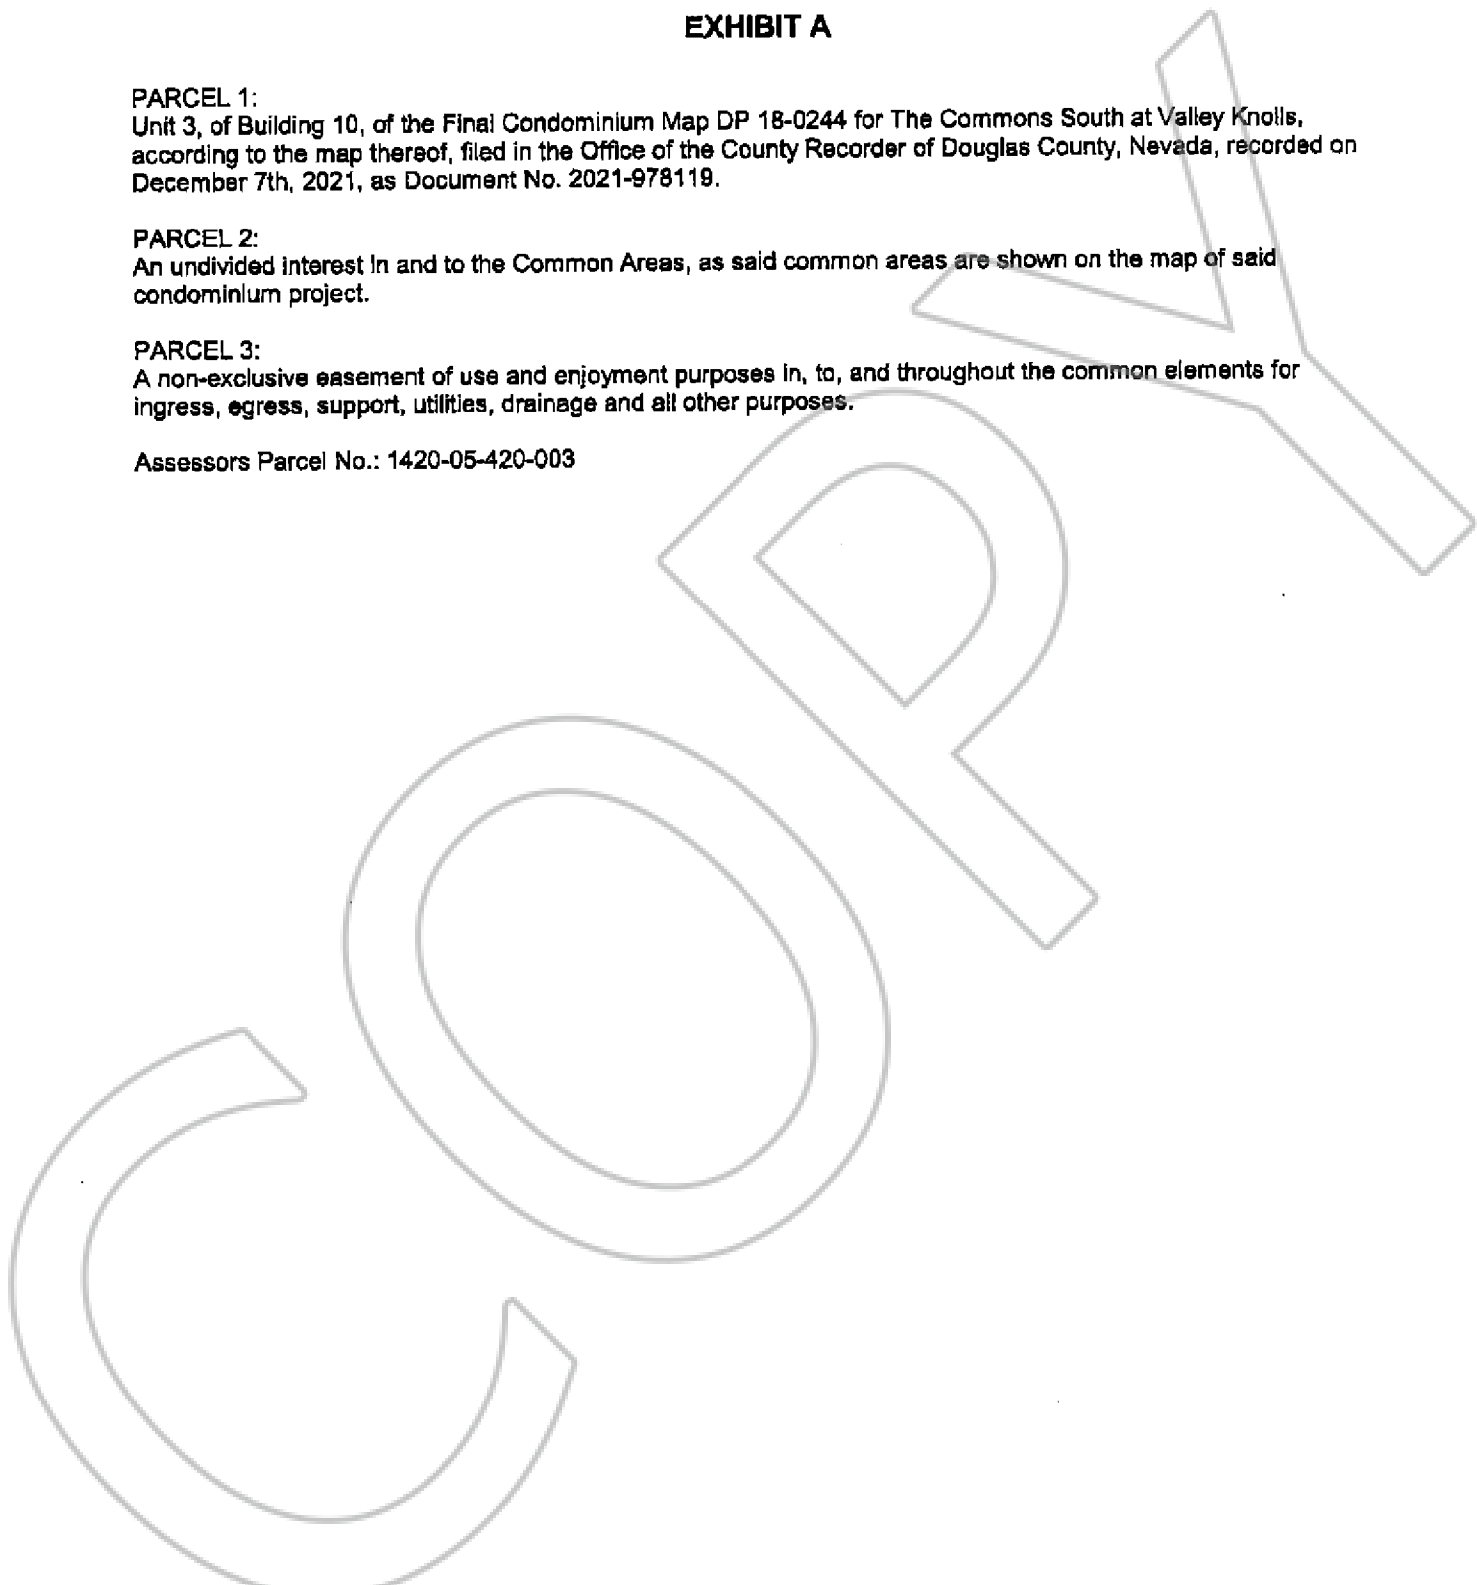 EXHIBIT A
PARCEL 1:
Unit 3, of Building 10, of the Final Condominium Map DP 18-0244 for The Commons South at Valley Knolls,
according to the map thereof, filed in the Office of the County Recorder of Douglas County, Nevada, recorded on
December 7th, 2021, as Document No. 2021-978119.
PARCEL 2:
An undivided interest in and to the Common Areas, as said common areas are shown on the map of said
condominium project.
PARCEL 3:
A non-exclusive easement of use and enjoyment purposes in, to, and throughout the common elements for
ingress, egress, support, utilities, drainage and all other purposes.
Assessors Parcel No.: 1420-05-420-003
COPY